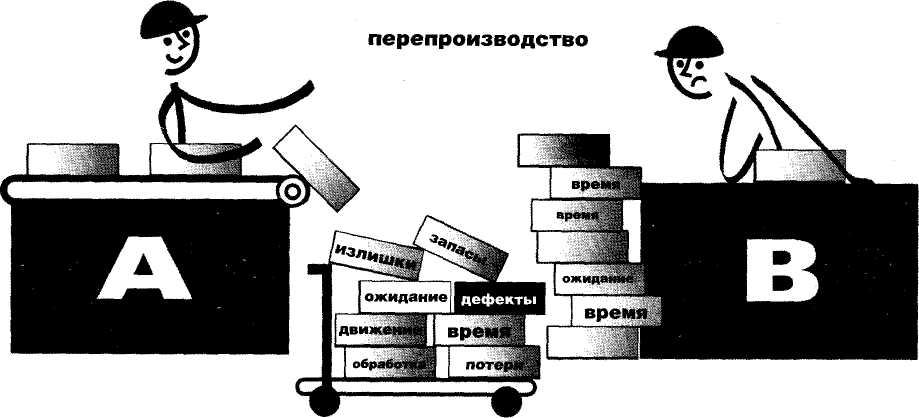 перепроизводство
A
излишки
запасы
ожидание
дефекты
движение
время
обработка
потери
время
время
ожидание
время
B